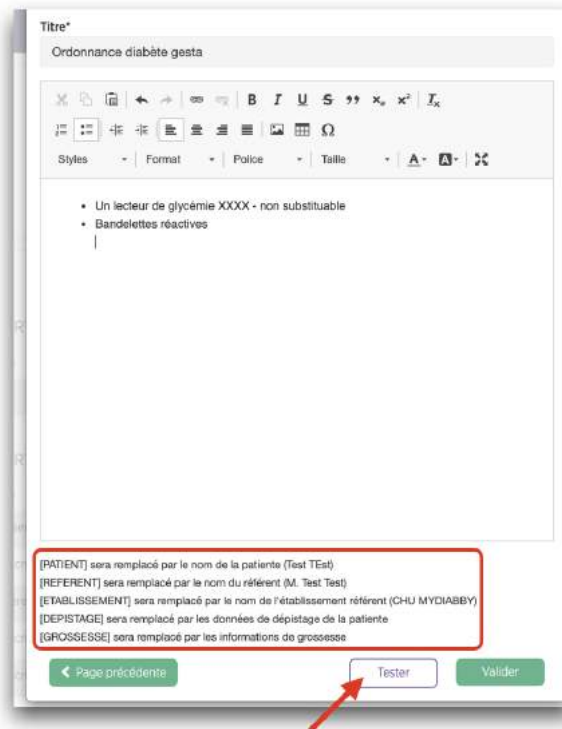 Titre*
Ordonnance diabète gesta
B I U S ” x₂ x² Tx
Styles Format Police Taille A A
Un lecteur de glycémie XXXX - non substituable
Bandelettes réactives
[PATIENT] sera remplacé par le nom de la patiente (Test TEst)
[REFERENT] sera remplacé par le nom du référent (M. Test Test)
[ETABLISSEMENT] sera remplacé par le nom de l'établissement référent (CHU MYDIABBY)
[DEPISTAGE] sera remplacé par les données de dépistage de la patiente
[GROSSESSE] sera remplacé par les informations de grossesse
Page précédente Tester Valider